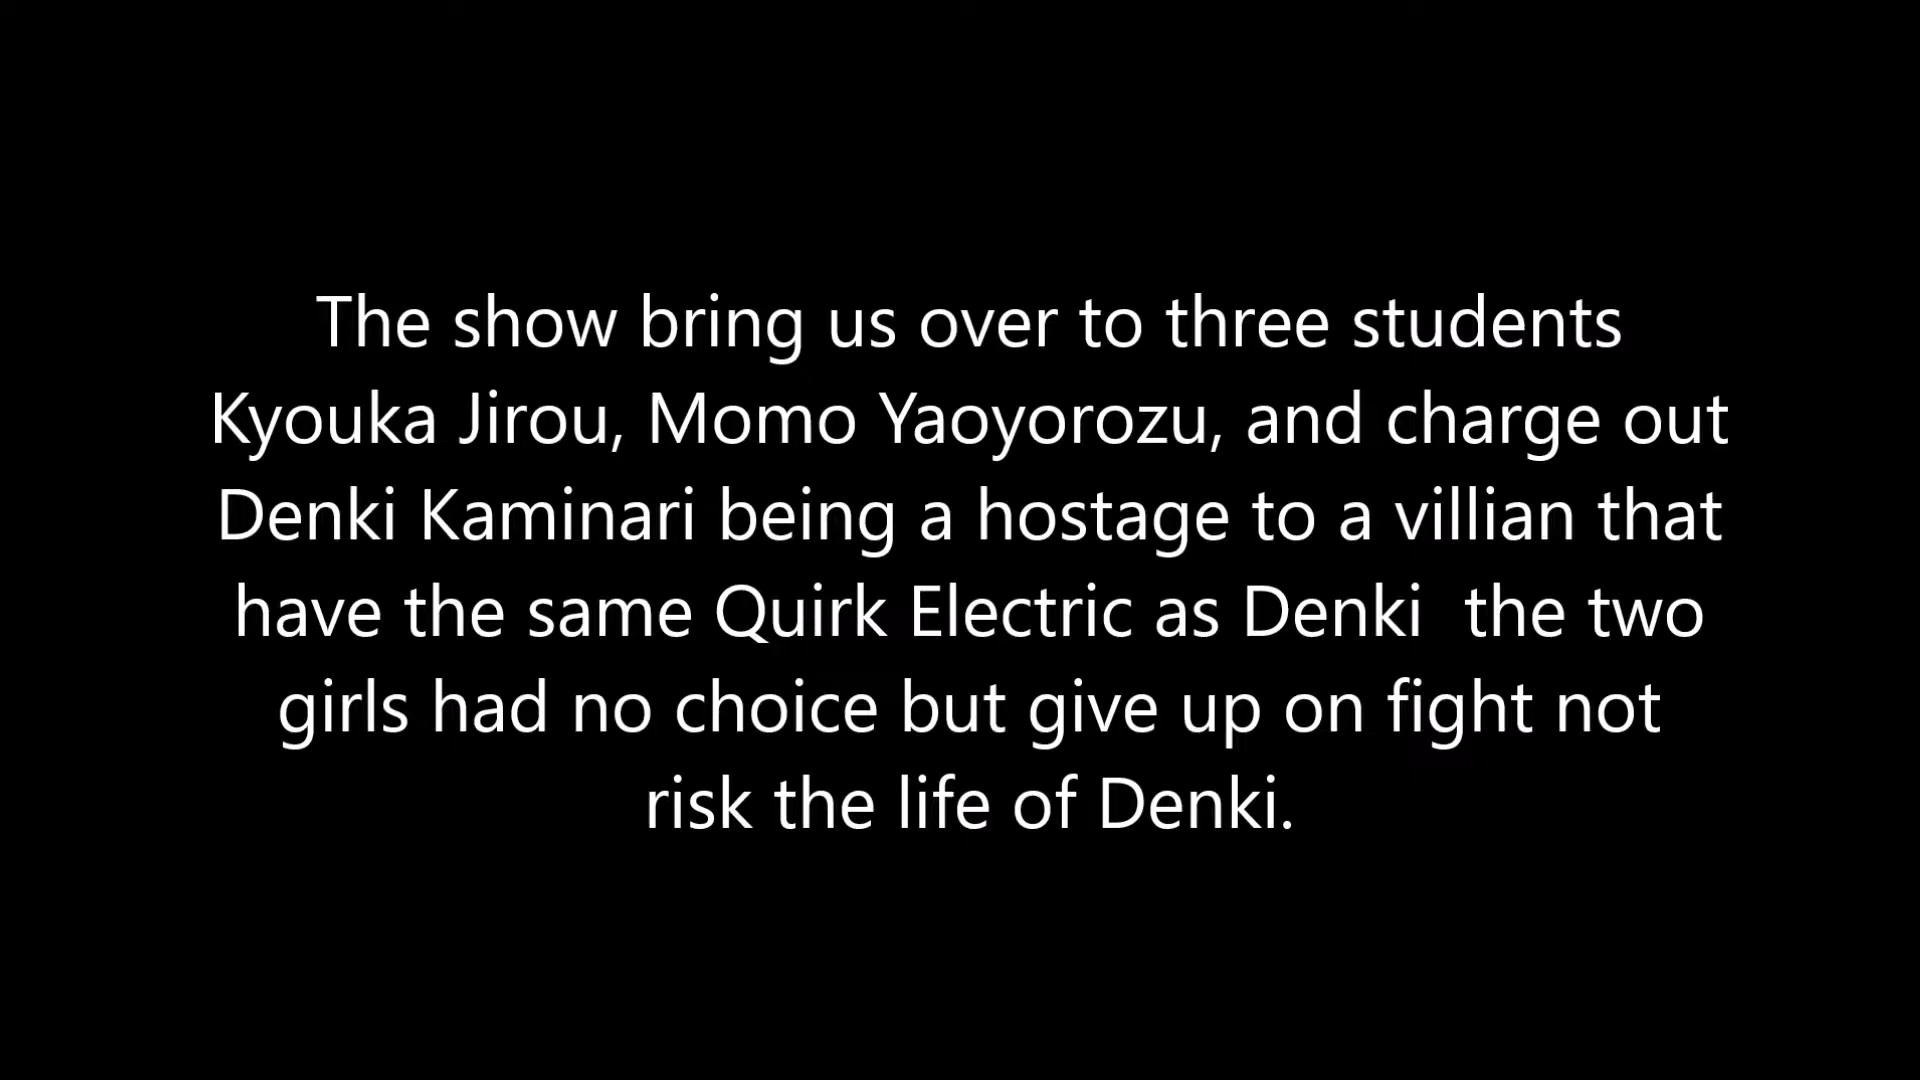 The show bring us over to three students
Kyouka Jirou, Momo Yaoyorozu, and charge out
Denki Kaminari being a hostage to a villian that
have the same Quirk Electric as Denki  the two
girls had no choice but give up on fight not
risk the life of Denki.